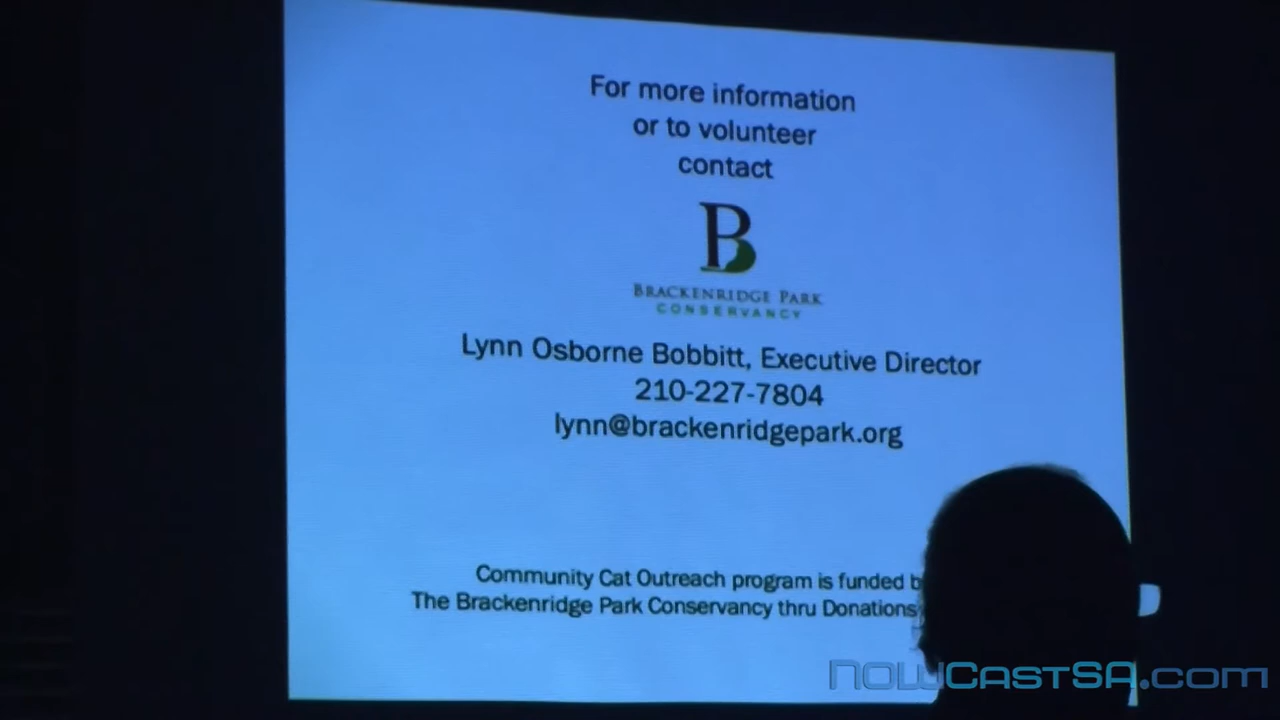 For more information
or to volunteer
contact
B
BRACKENRIDGE PARK
CONSERVANCY
Lynn Osborne Bobbitt, Executive Director
210-227-7804
lynn@brackenridgepark.org
Community Cat Outreach program is funded
The Brackenridge Park Conservancy thru Donations
NOWCASTSA.com